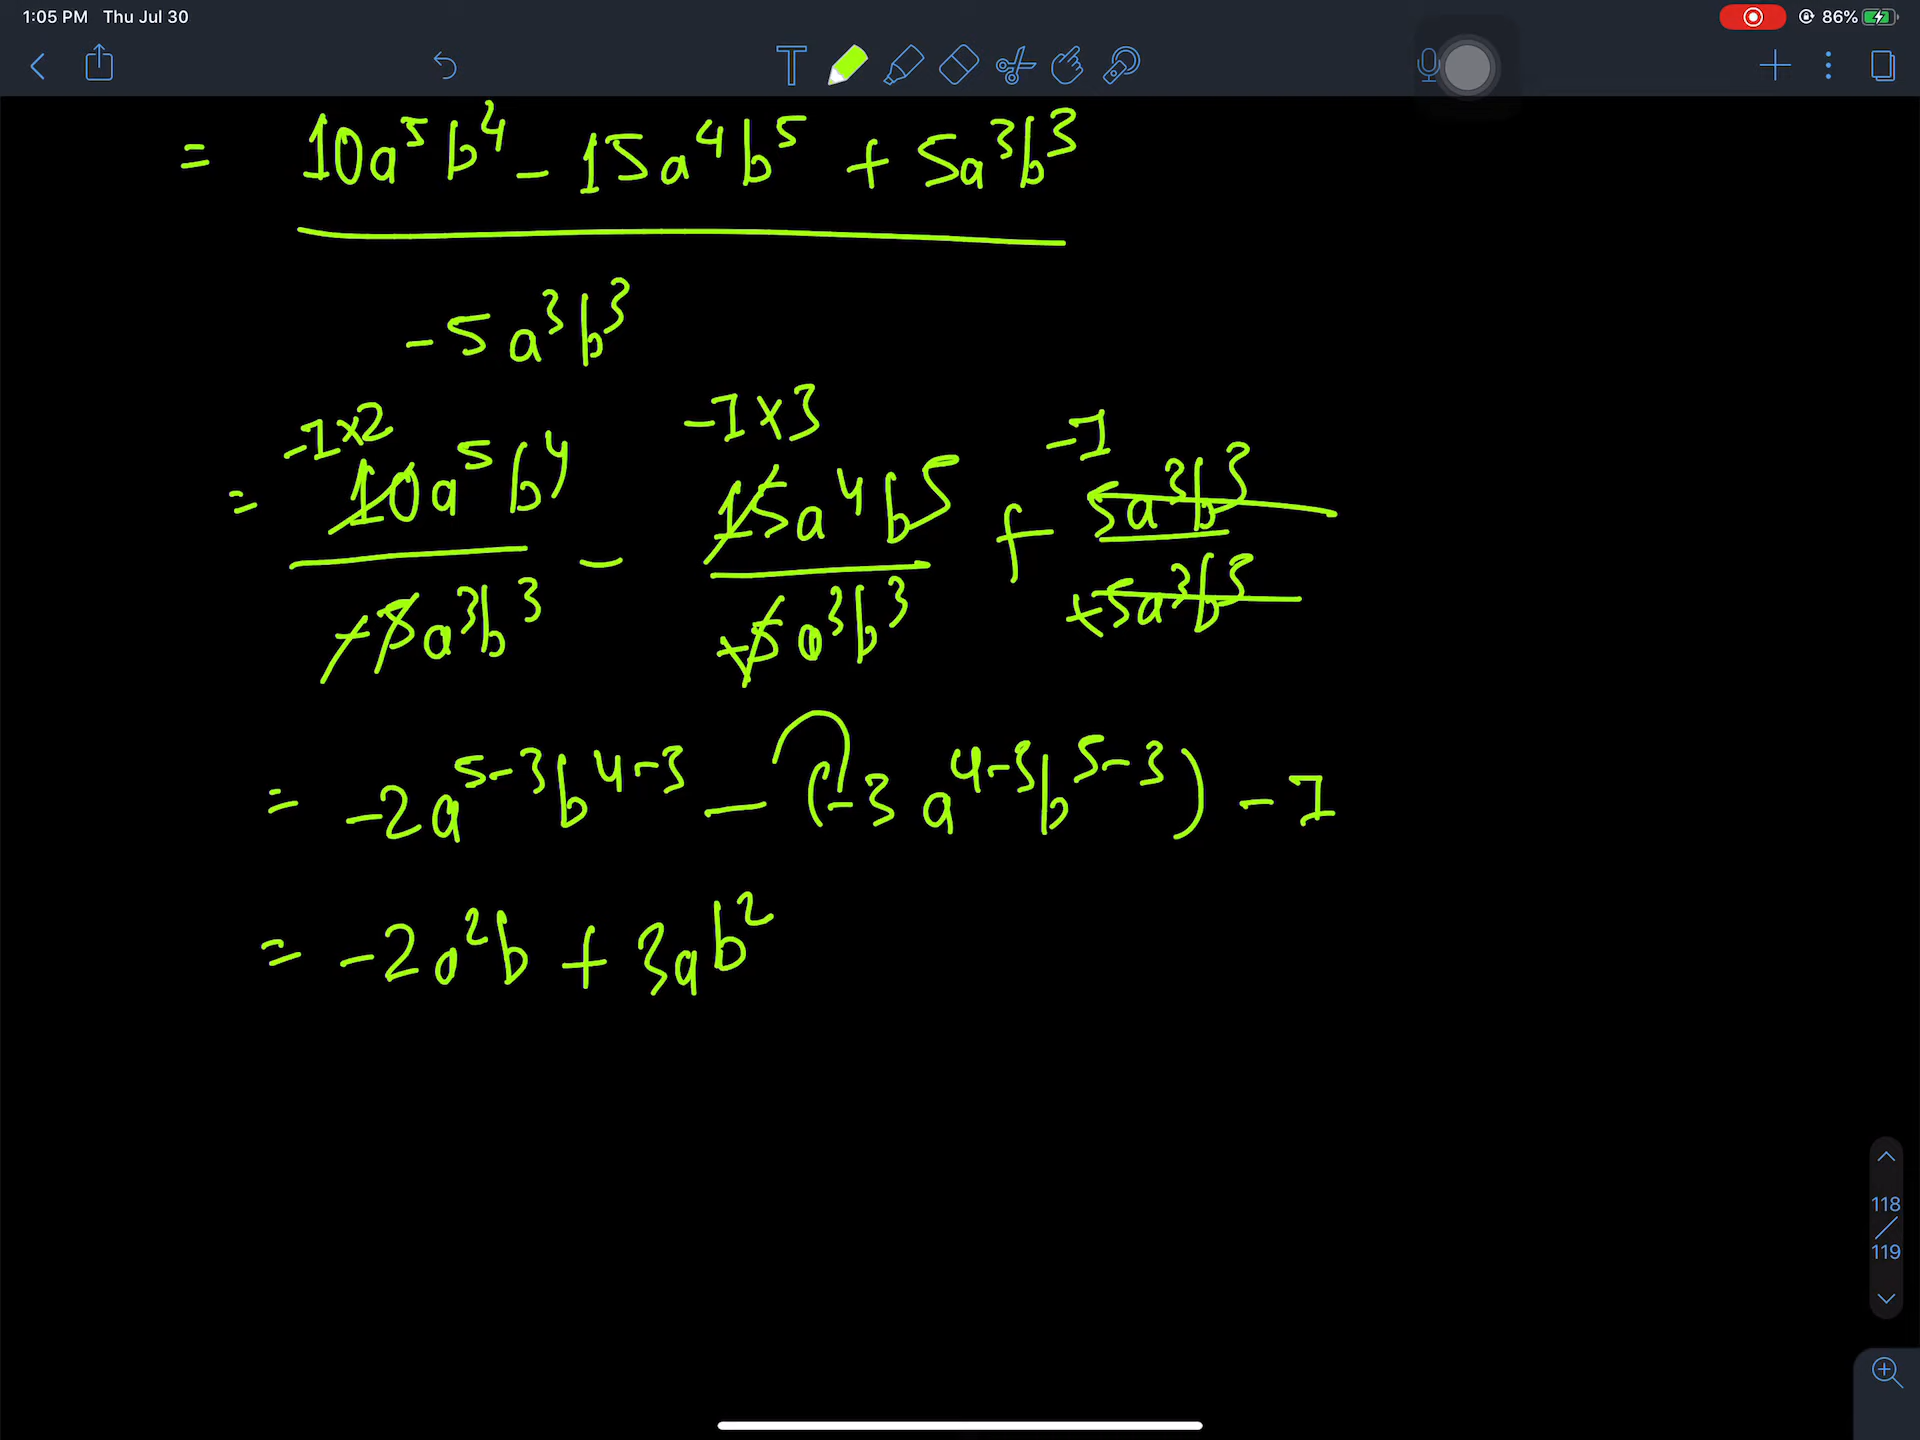 1:05 PM Thu Jul 30 86%
= 10a⁵b⁴ - 15a⁴b⁵ + 5a³b³
-5a³b³
-1×2 -1×3 -1
= 10a⁵b⁴ - 15a⁴b⁵ + 5a³b³
-5a³b³ -5a³b³ -5a³b³
= -2a⁵⁻³b⁴⁻³ - (-3a⁴⁻³b⁵⁻³) - 1
= -2a²b + 3ab²
118
/
119